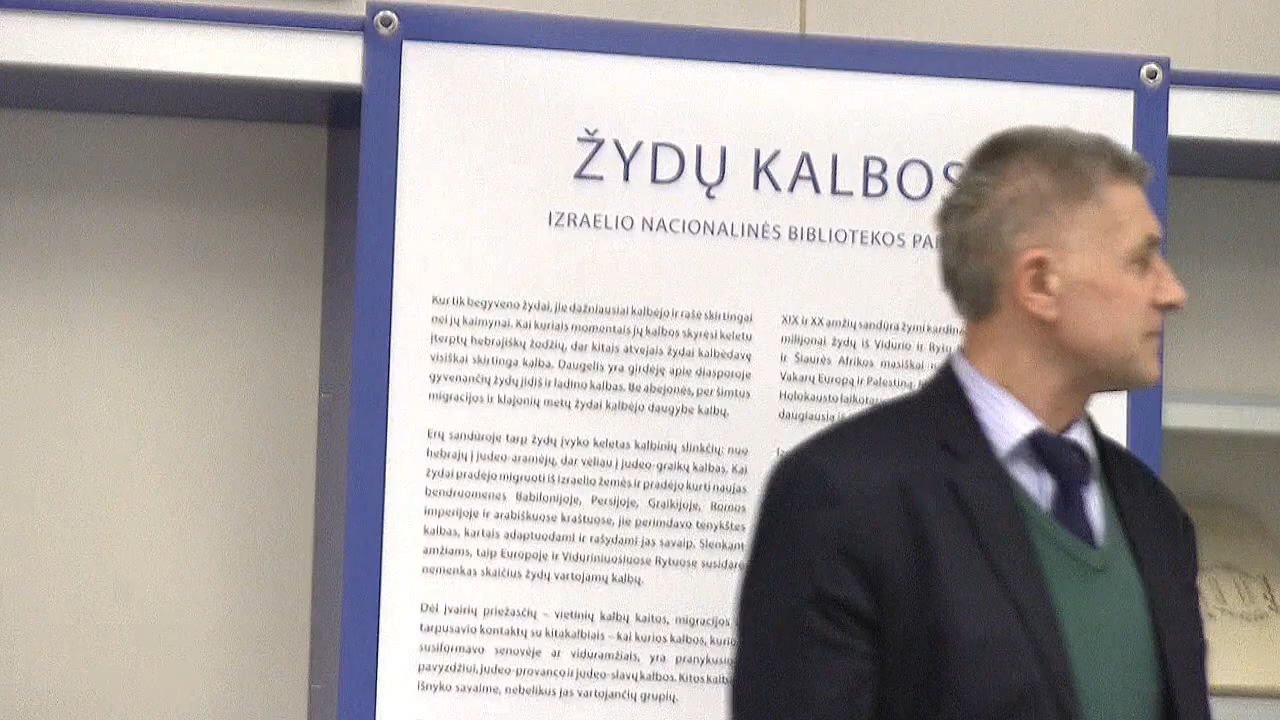 ŽYDŲ KALBOS
IZRAELIO NACIONALINĖS BIBLIOTEKOS
Kur tik begyveno žydai, jie dažniausiai kalbėjo ir rašė skirtingai
nei jų kaimynai. Kai kuriais momentais jų kalbos skyrėsi keletu
įterptų hebrajiškų žodžių, dar kitais atvejais žydai kalbėdavę
visiškai skirtinga kalba. Daugelis yra girdėję apie diasporoje
gyvenančių žydų jidiš ir ladino kalbas. Be abejonės, per šimtus
migracijos ir klajonių metų žydai kalbėjo daugybe kalbų.
Erų sandūroje tarp žydų įvyko keletas kalbinių slinkčių: nuo
hebrajų į judeo-aramėjų, dar vėliau į judeo-graikų kalbas. Kai
žydai pradėjo migruoti iš Izraelio žemės ir pradėjo kurti naujas
bendruomenes Babilonijoje, Persijoje, Graikijoje, Romos
imperijoje ir arabiškuose kraštuose, jie perimdavo tenykštes
kalbas, kartais adaptuodami ir rašydami jas savaip. Slenkant
amžiams, taip Europoje ir Viduriniuosiuose Rytuose susidarė
nemenkas skaičius žydų vartojamų kalbų.
Dėl įvairių priežasčių – vietinių kalbų kaitos, migracijos
tarpusavio kontaktų su kitakalbiais – kai kurios kalbos,
susiformavo senovėje ar viduramžiais, yra
pavyzdžiui, judeo-provanco ir judeo-slavų kalbos. Kitos
išnyko savaime, nebelikus jas vartojančių grupių.
XIX ir XX amžių sandūra žymi
milijonai žydų iš Vidurio ir Rytų
ir Šiaurės Afrikos masiškai
Vakarų Europą ir Palestiną.
Holokausto
daugiausia